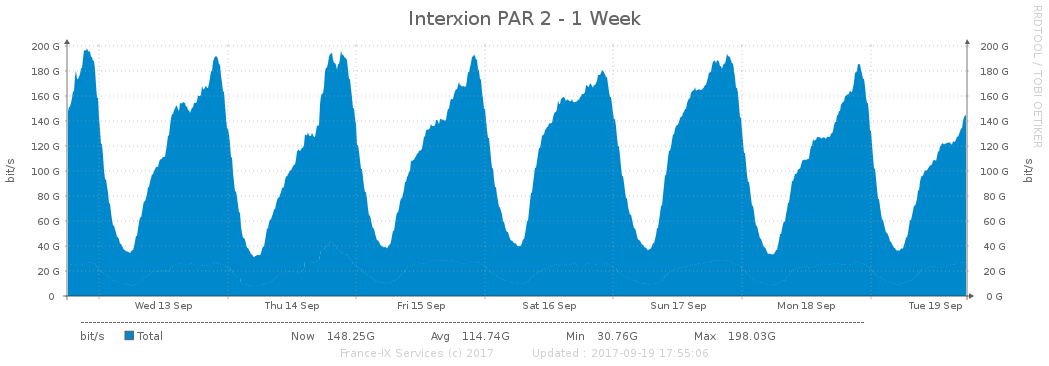 Interxion PAR 2 - 1 Week
RRDTOOL / TOBI OETIKER
200 G 200 G
180 G 180 G
160 G 160 G
140 G 140 G
120 G 120 G
100 G 100 G
80 G 80 G
60 G 60 G
40 G 40 G
20 G 20 G
0 0 G
bit/s bit/s
Wed 13 Sep Thu 14 Sep Fri 15 Sep Sat 16 Sep Sun 17 Sep Mon 18 Sep Tue 19 Sep
bit/s Total Now 148.25G Avg 114.74G Min 30.76G Max 198.03G
France-IX Services (c) 2017 Updated : 2017-09-19 17:55:06